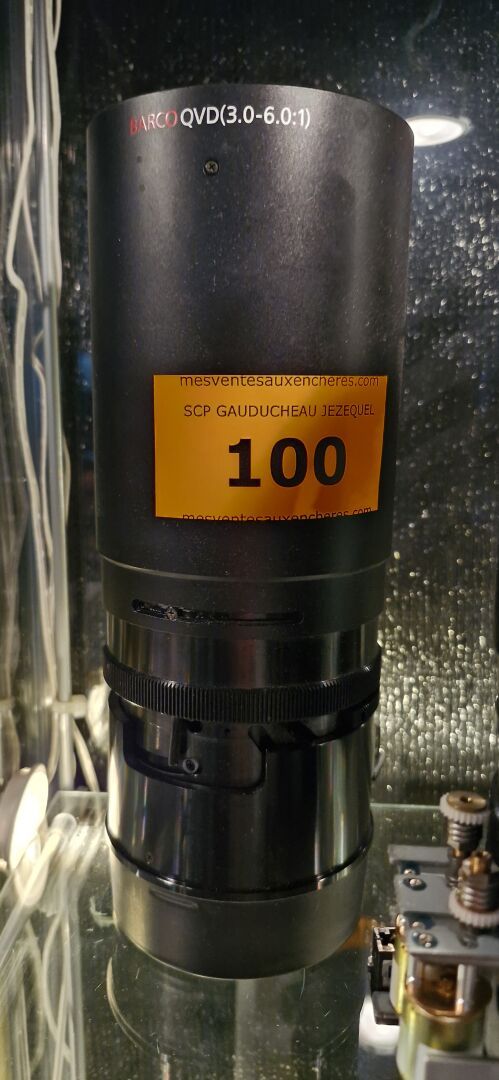 BARCO QVD(3.0-6.0:1)
mesventesauxencheres.com
SCP GAUDUCHEAU JEZEQUEL
100
mesventesauxencheres.com